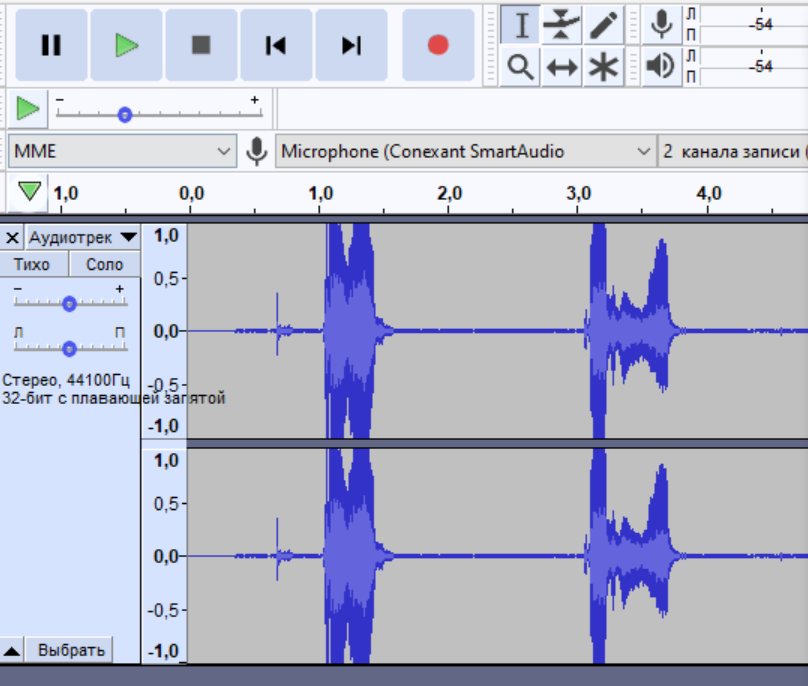 Л
П
-54
Л
П
-54
- +
MME
Microphone (Conexant SmartAudio
2 канала записи (
1,0 0,0 1,0 2,0 3,0 4,0
× Аудиотрек
Тихо Соло
- +
Л П
Стерео, 44100Гц
32-бит с плавающей запятой
Выбрать
1,0
0,5-
0,0-
-0,5-
-1,0
1,0
0,5-
0,0-
-0,5-
-1,0